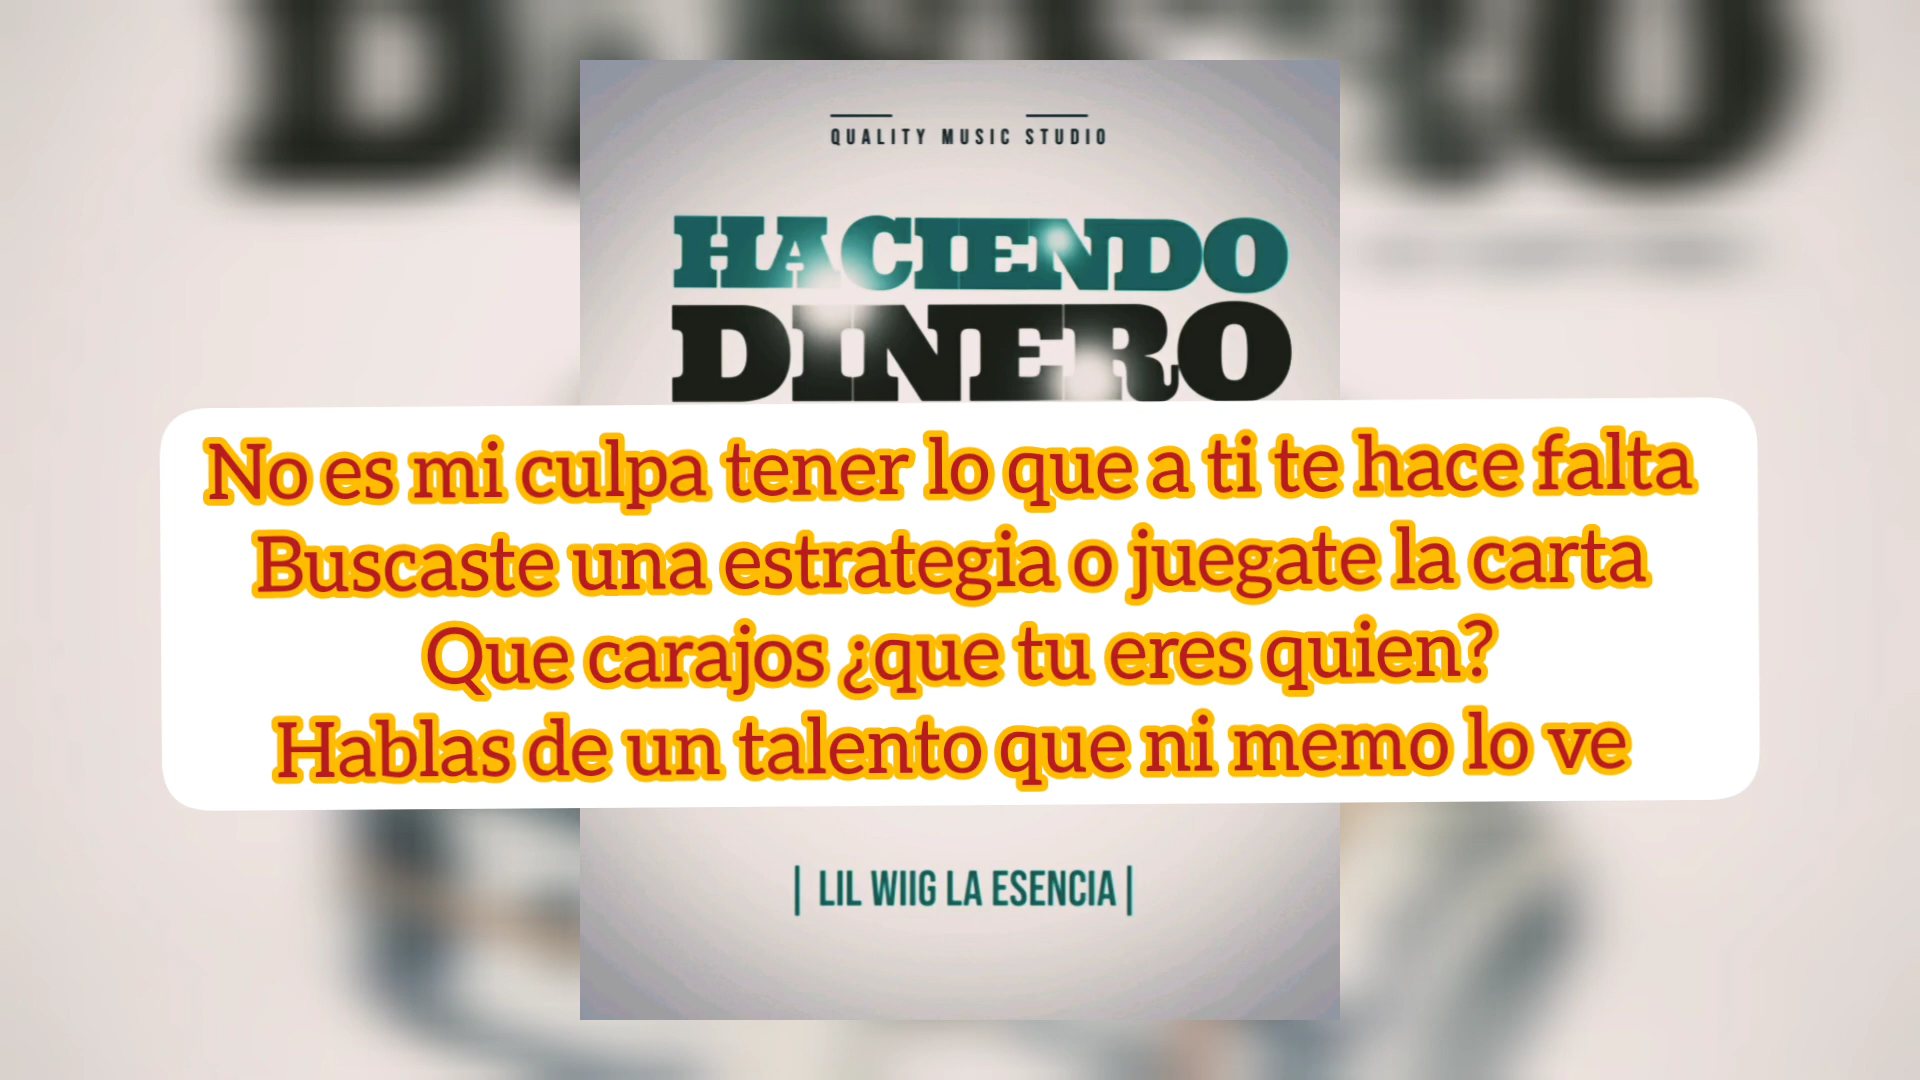 QUALITY MUSIC STUDIO
HACIENDO
DINERO
No es mi culpa tener lo que a ti te hace falta
Buscaste una estrategia o juegate la carta
Que carajos ¿que tu eres quien?
Hablas de un talento que ni memo lo ve
| LIL WIIG LA ESENCIA |